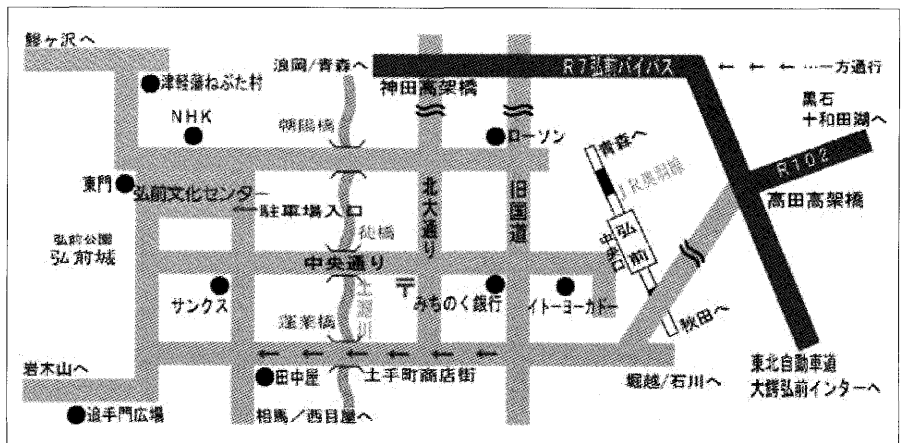 鯵ヶ沢へ
津軽藩ねぷた村
NHK
浪岡/青森へ
神田高架橋
R7弘前バイパス
← ← ← …一方通行
黒石
十和田湖へ
R102
高田高架橋
朝陽橋
ローソン
青森へ
JR奥羽線
東門
弘前文化センター
←駐車場入口
北大通り
旧国道
弘前
中央口
弘前公園
弘前城
中央通り
サンクス
蓬莱橋
土淵川
〒
みちのく銀行
イトーヨーカドー
秋田へ
岩木山へ
田中屋
土手町商店街
堀越/石川へ
東北自動車道
大鰐弘前インターへ
追手門広場
相馬/西目屋へ